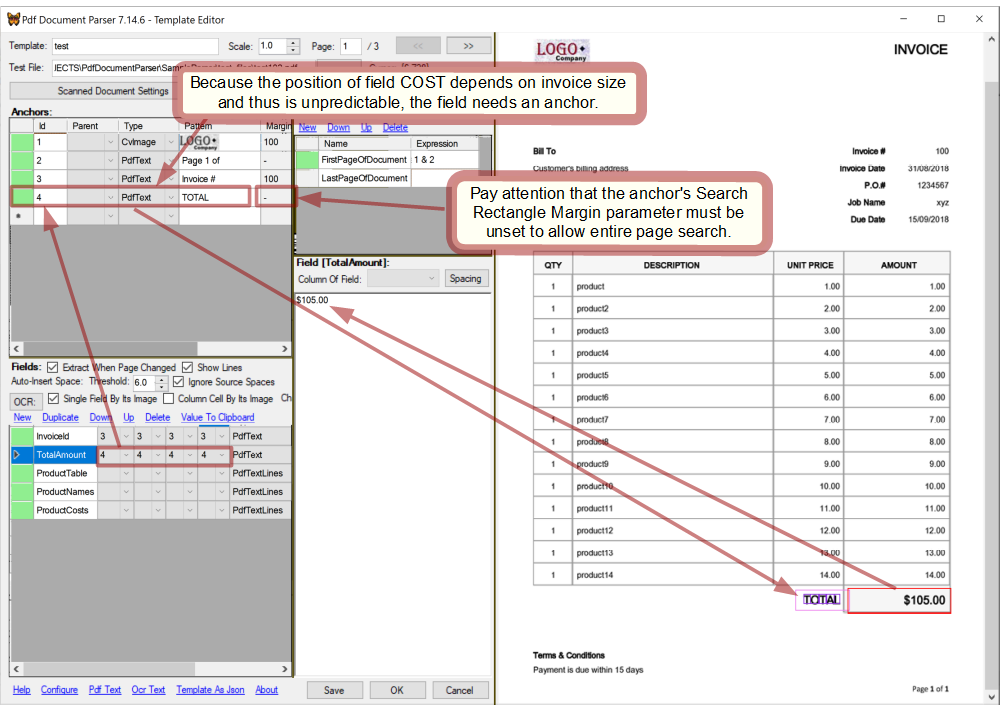 Pdf Document Parser 7.14.6 - Template Editor
Template: test Scale: 1.0 Page: 1 / 3 << >>
Test File:
Scanned Document Settings
Because the position of field COST depends on invoice size
and thus is unpredictable, the field needs an anchor.
Anchors:
Id Parent Type Pattern Margin
1 CvImage LOGO 100
2 PdfText Page 1 of -
3 PdfText Invoice # 100
4 PdfText TOTAL -
*
New Down Up Delete
Name Expression
FirstPageOfDocument 1 & 2
LastPageOfDocument
Pay attention that the anchor's Search
Rectangle Margin parameter must be
unset to allow entire page search.
Field [TotalAmount]:
Column Of Field: Spacing
$105.00
Fields: Extract When Page Changed Show Lines
Auto-Insert Space: Threshold: 6.0 Ignore Source Spaces
OCR: Single Field By Its Image Column Cell By Its Image Ch
New Duplicate Down Up Delete Value To Clipboard
InvoiceId 3 3 3 3 PdfText
TotalAmount 4 4 4 4 PdfText
ProductTable PdfTextLines
ProductNames PdfTextLines
ProductCosts PdfTextLines
Help Configure Pdf Text Ocr Text Template As Json About
Save OK Cancel
LOGO
Company
INVOICE
Bill To
Customer's billing address
Invoice # 100
Invoice Date 31/08/2018
P.O.# 1234567
Job Name xyz
Due Date 15/09/2018
QTY DESCRIPTION UNIT PRICE AMOUNT
1 product 1.00 1.00
1 product2 2.00 2.00
1 product3 3.00 3.00
1 product4 4.00 4.00
1 product5 5.00 5.00
1 product6 6.00 6.00
1 product7 7.00 7.00
1 product8 8.00 8.00
1 product9 9.00 9.00
1 product10 10.00 10.00
1 product11 11.00 11.00
1 product12 12.00 12.00
1 product13 13.00 13.00
1 product14 14.00 14.00
TOTAL $105.00
Terms & Conditions
Payment is due within 15 days
Page 1 of 1